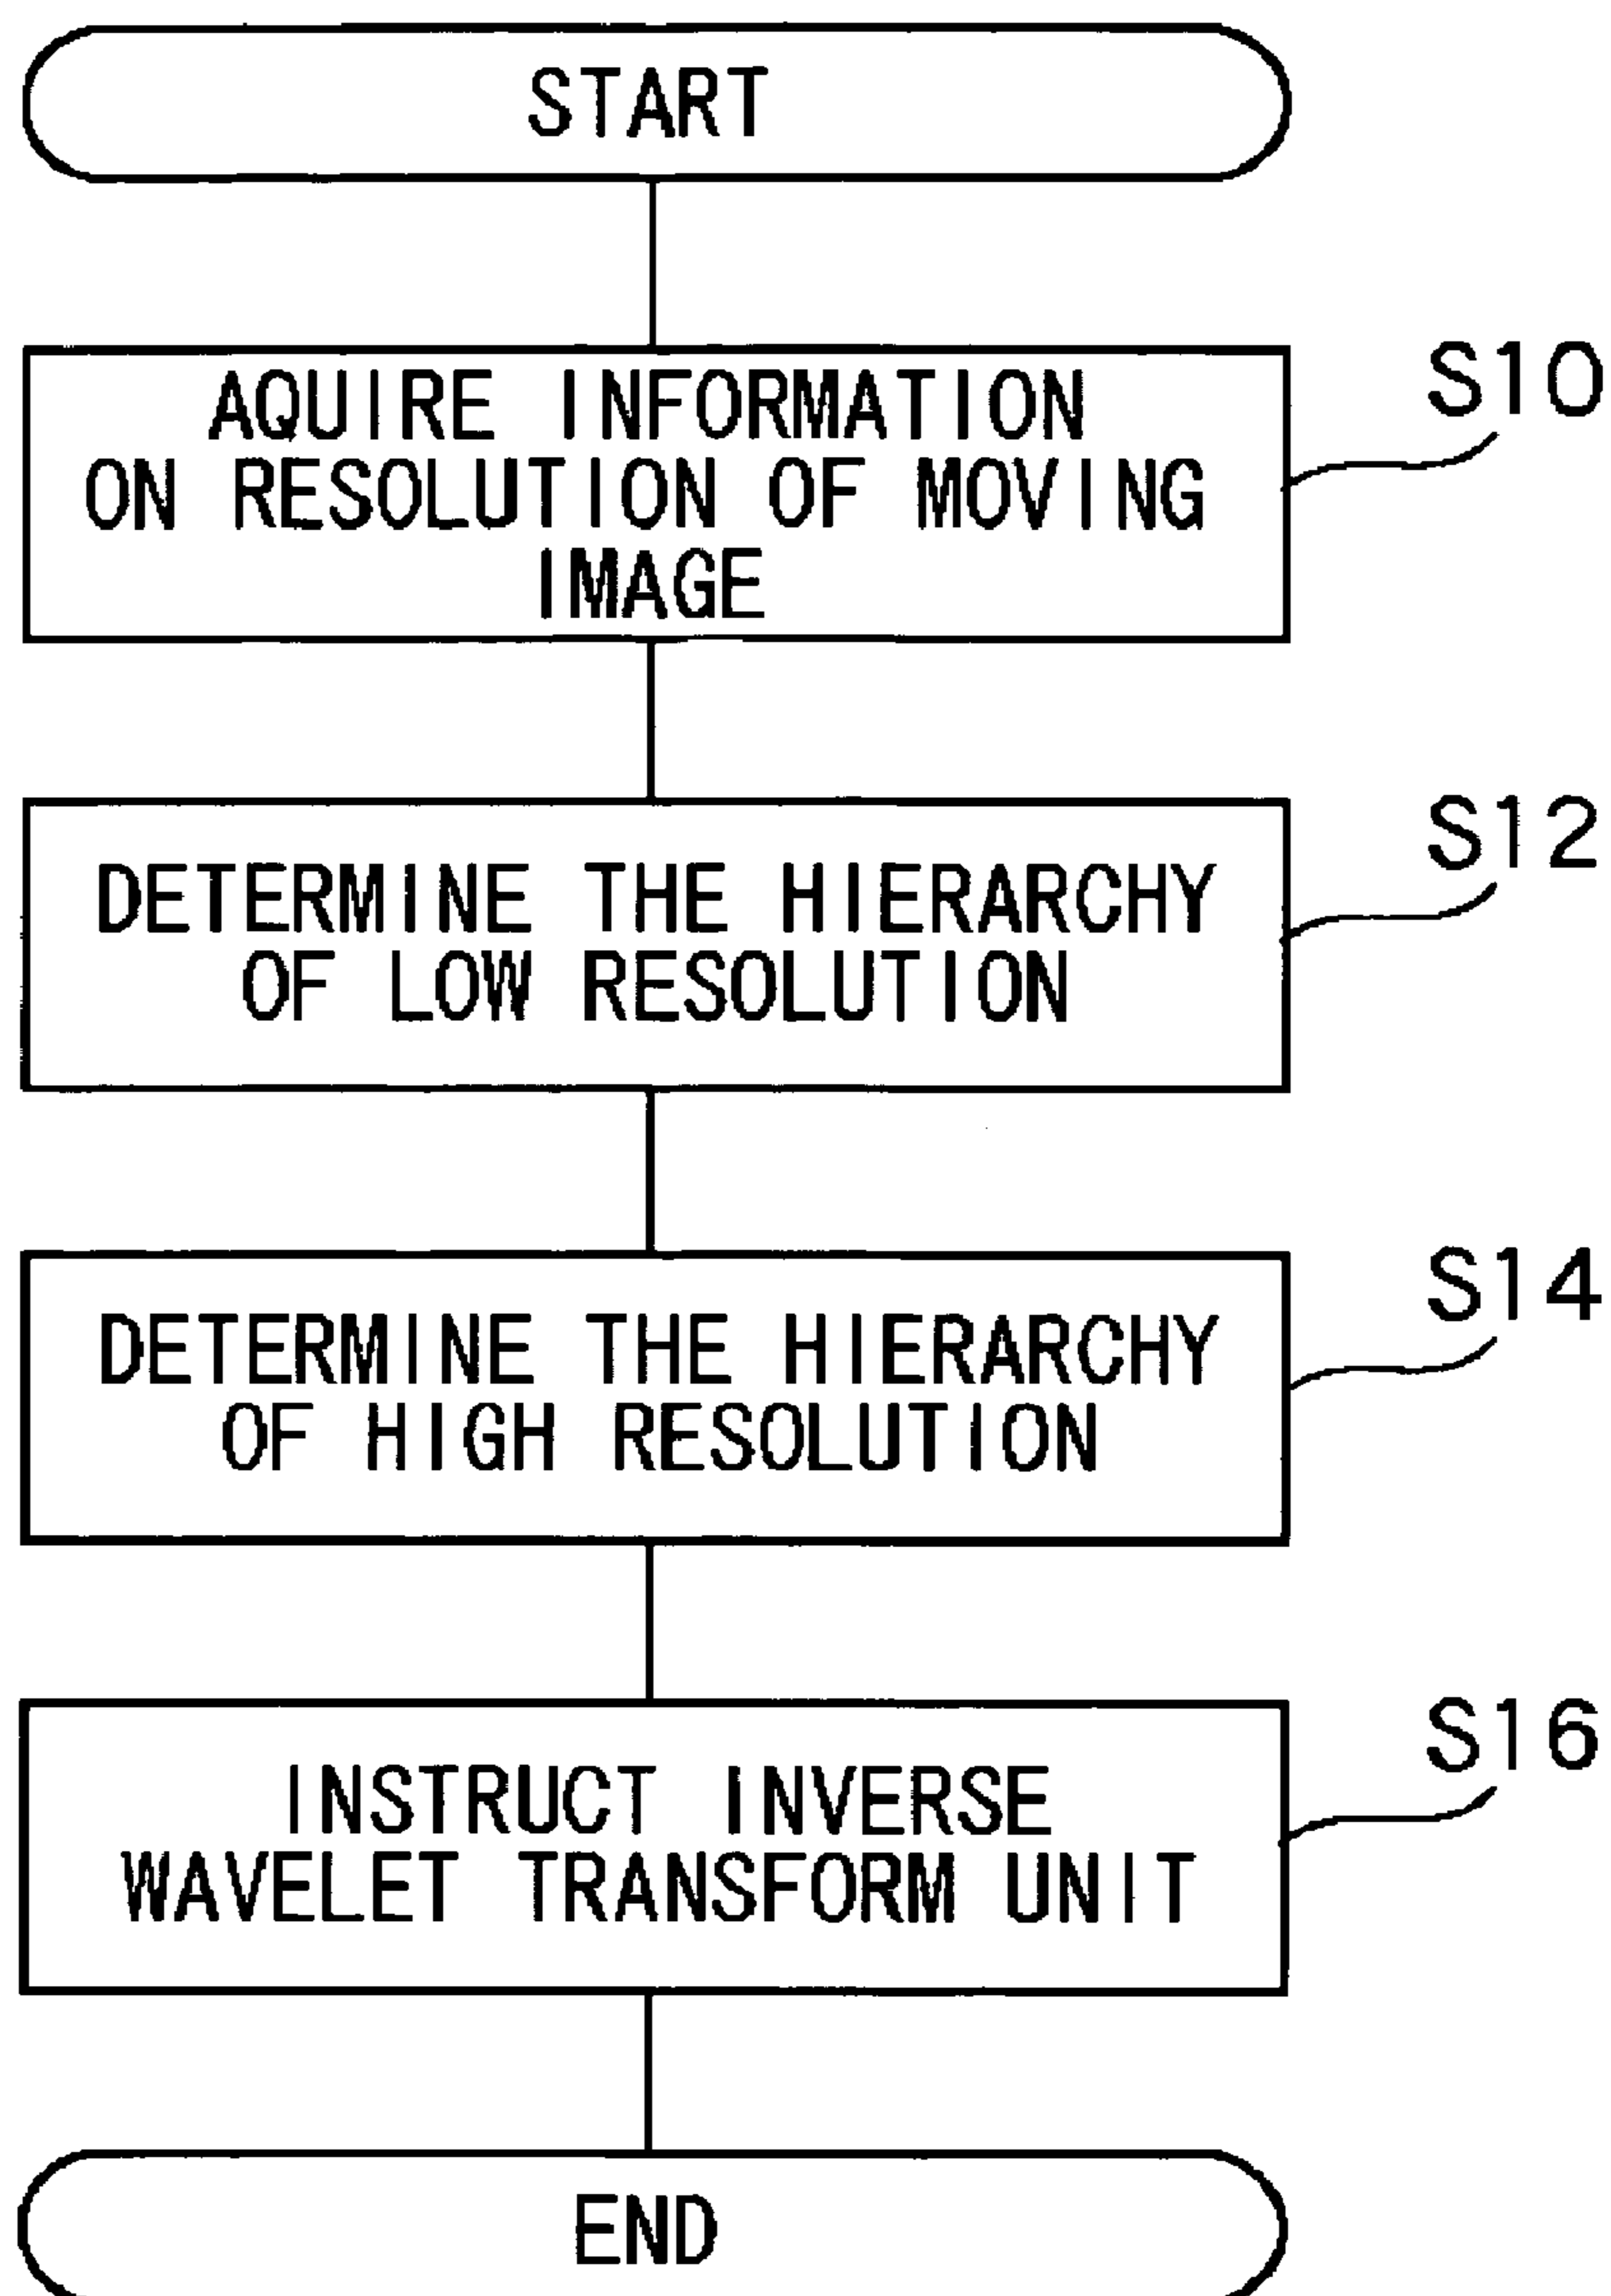 START
S10
AQUIRE INFORMATION
ON RESOLUTION OF MOVING
IMAGE
S12
DETERMINE THE HIERARCHY
OF LOW RESOLUTION
S14
DETERMINE THE HIERARCHY
OF HIGH RESOLUTION
S16
INSTRUCT INVERSE
WAVELET TRANSFORM UNIT
END